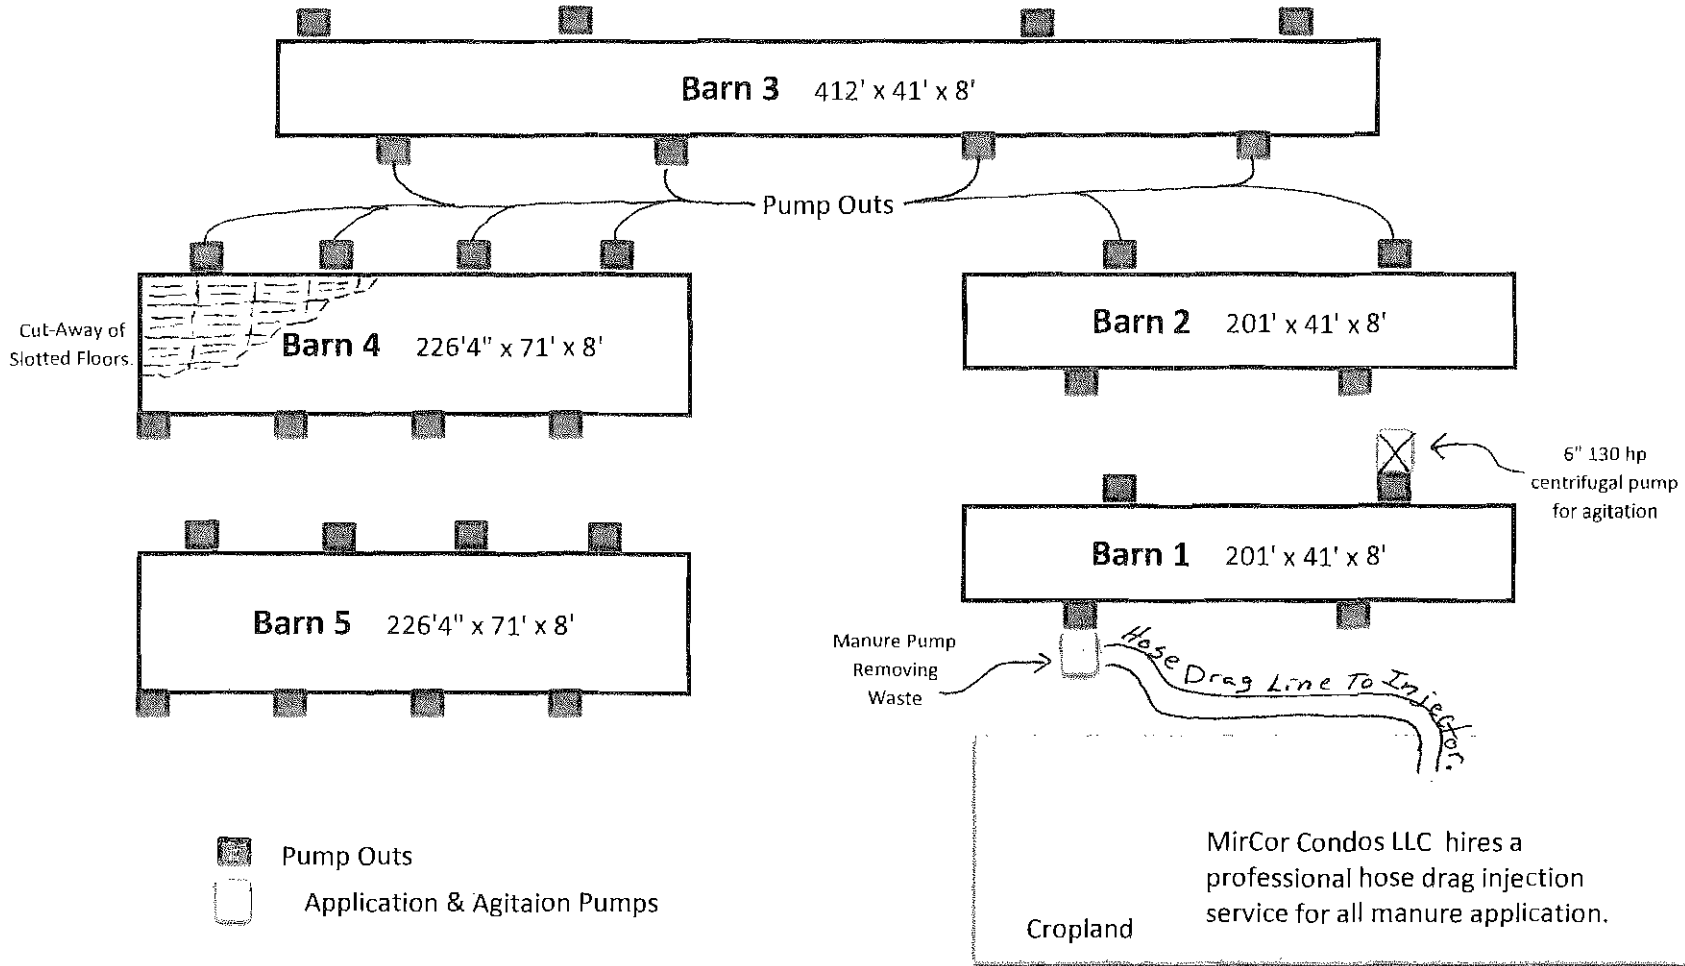 Barn 3 412' x 41' x 8'
Pump Outs
Cut-Away of
Slotted Floors.
Barn 4 226'4" x 71' x 8'
Barn 2 201' x 41' x 8'
6" 130 hp
centrifugal pump
for agitation
Barn 5 226'4" x 71' x 8'
Barn 1 201' x 41' x 8'
Manure Pump
Removing
Waste
Hose Drag Line To Injector.
Pump Outs
Application & Agitaion Pumps
MirCor Condos LLC hires a
professional hose drag injection
service for all manure application.
Cropland